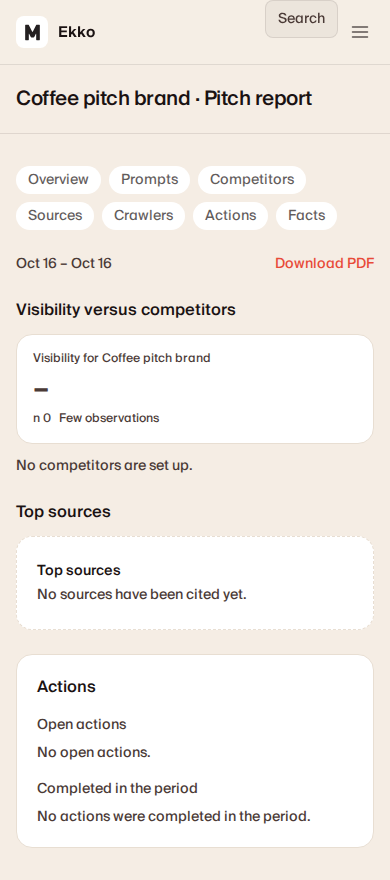 Ekko
Search
Coffee pitch brand · Pitch report
Overview
Prompts
Competitors
Sources
Crawlers
Actions
Facts
Oct 16 – Oct 16
Download PDF
Visibility versus competitors
Visibility for Coffee pitch brand
–
n 0 Few observations
No competitors are set up.
Top sources
Top sources
No sources have been cited yet.
Actions
Open actions
No open actions.
Completed in the period
No actions were completed in the period.